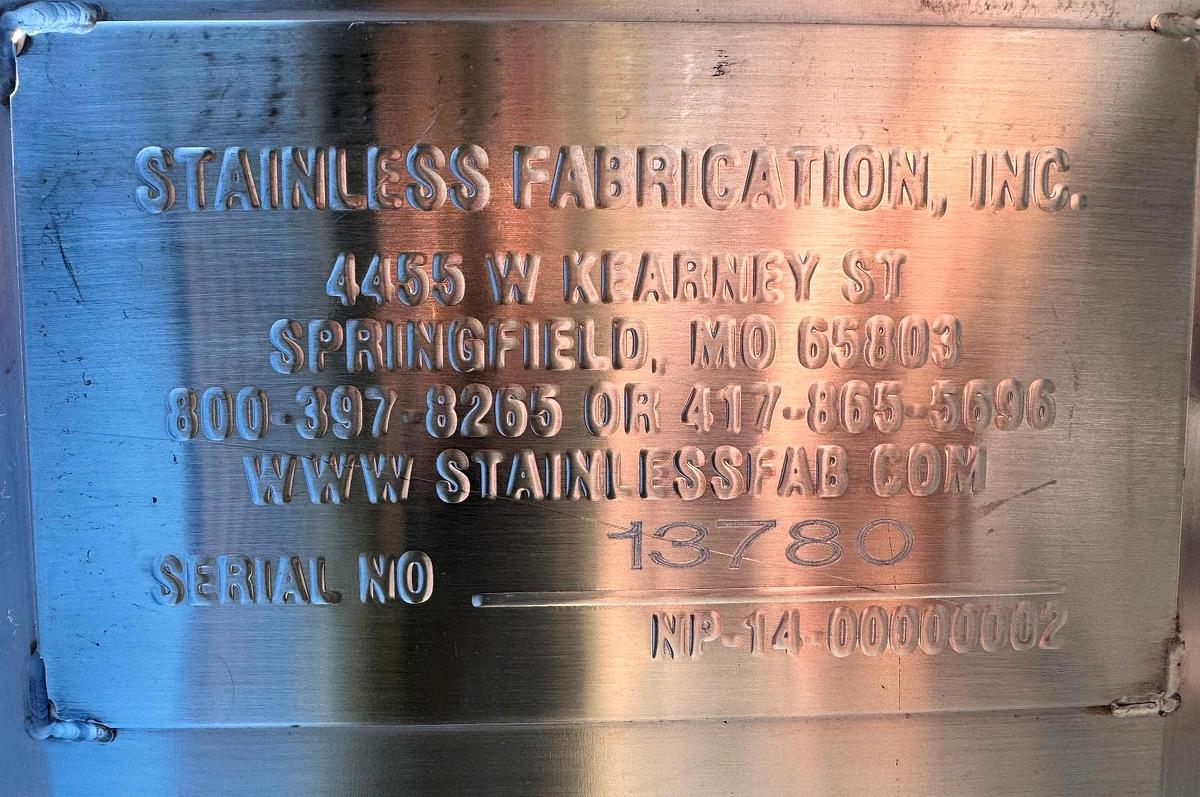 STAINLESS FABRICATION, INC.
4455 W KEARNEY ST
SPRINGFIELD, MO 65803
800-397-8265 OR 417-865-5696
WWW STAINLESSFAB COM
13780
SERIAL NO
NP-14-00000002